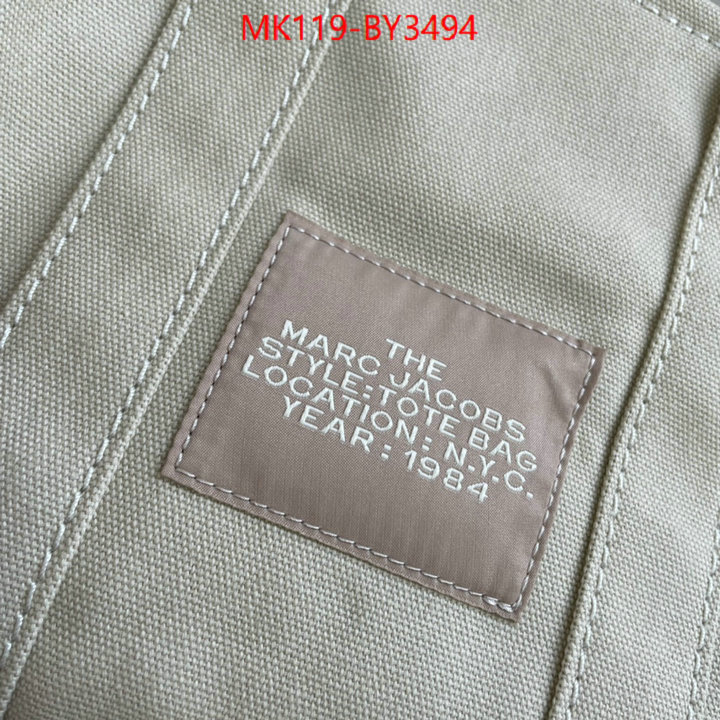 MK119-BY3494
THE
MARC JACOBS
STYLE: TOTE BAG
LOCATION: N.Y.C.
YEAR: 1984